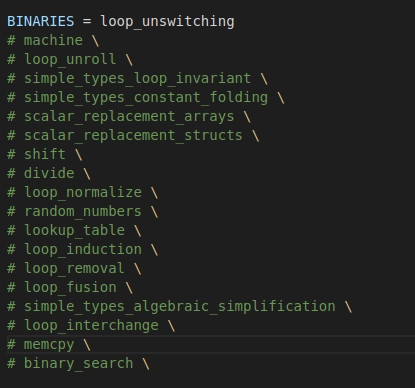 BINARIES = loop_unswitching
# machine \
# loop_unroll \
# simple_types_loop_invariant \
# simple_types_constant_folding \
# scalar_replacement_arrays \
# scalar_replacement_structs \
# shift \
# divide \
# loop_normalize \
# random_numbers \
# lookup_table \
# loop_induction \
# loop_removal \
# loop_fusion \
# simple_types_algebraic_simplification \
# loop_interchange \
# memcpy \
# binary_search \